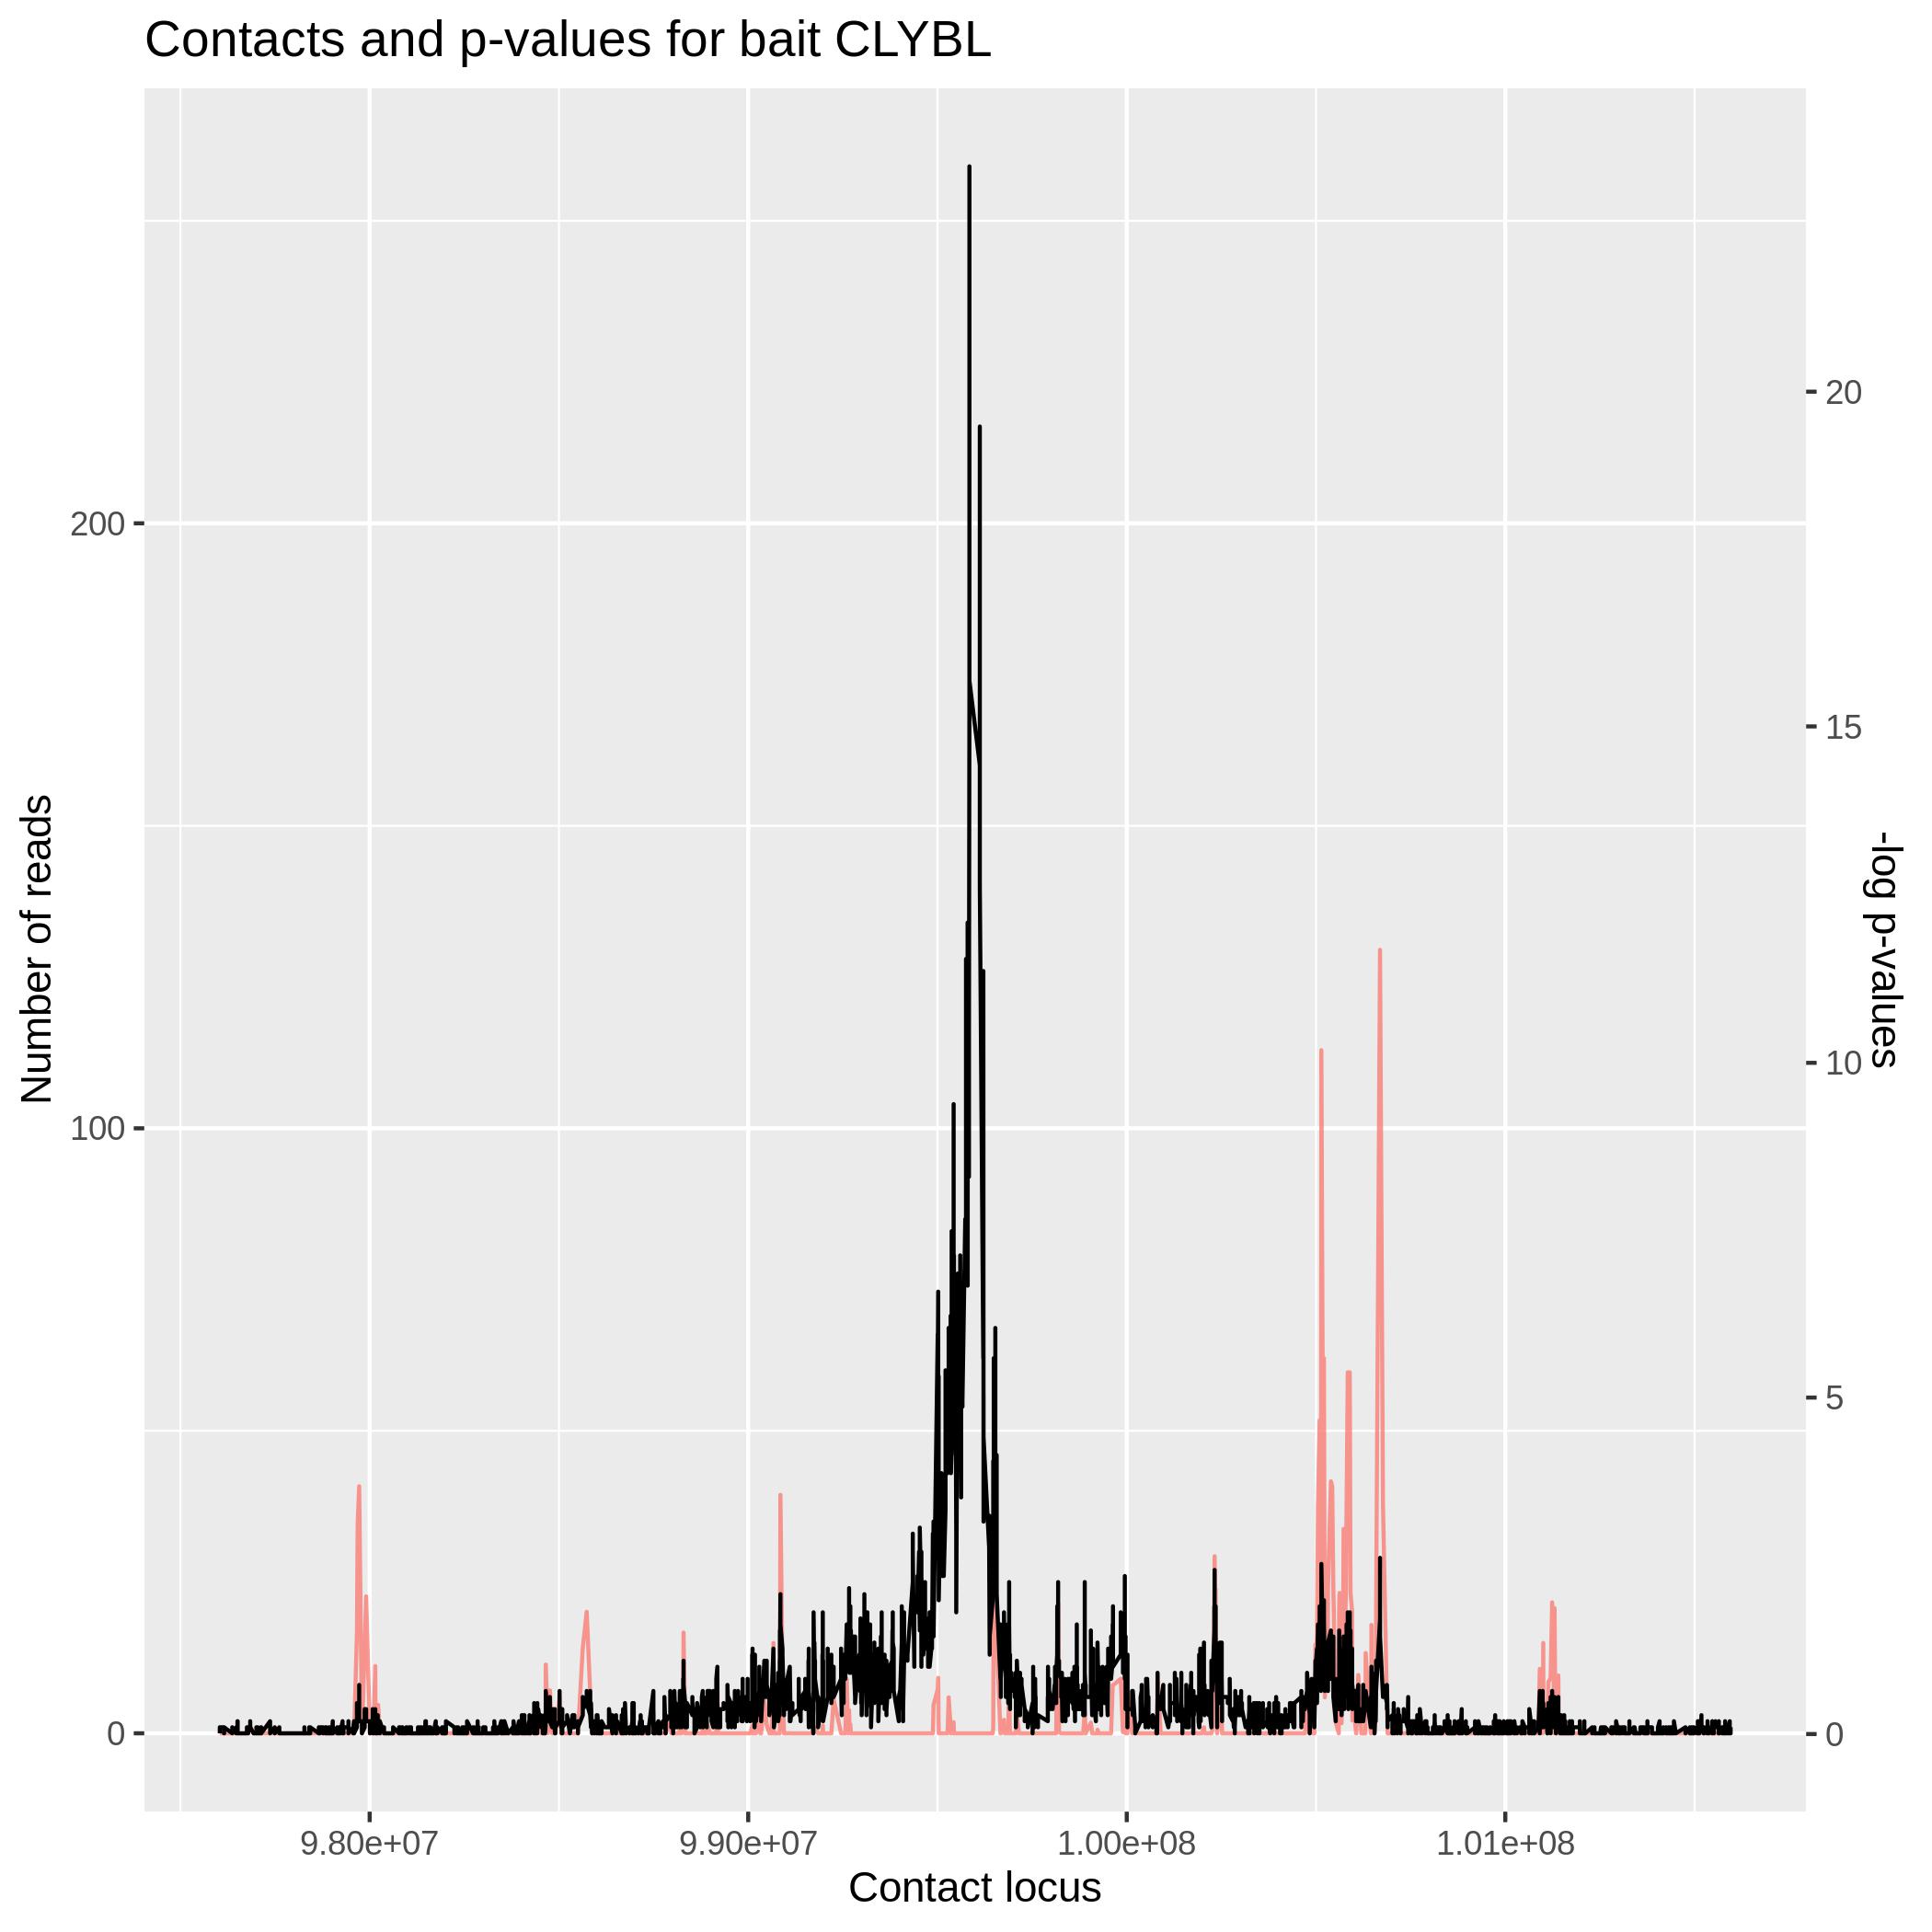 Contacts and p-values for bait CLYBL
Number of reads
200
100
0
20
15
10
5
0
-log p-values
9.80e+07
9.90e+07
1.00e+08
1.01e+08
Contact locus